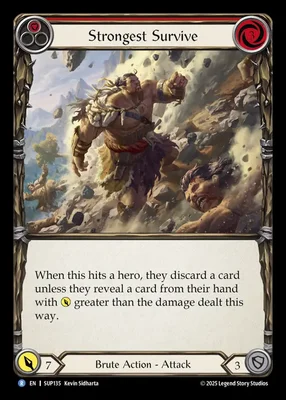 Strongest Survive
When this hits a hero, they discard a card
unless they reveal a card from their hand
with greater than the damage dealt this
way.
7 Brute Action - Attack 3
R EN SUP135 Kevin Sidharta © 2025 Legend Story Studios